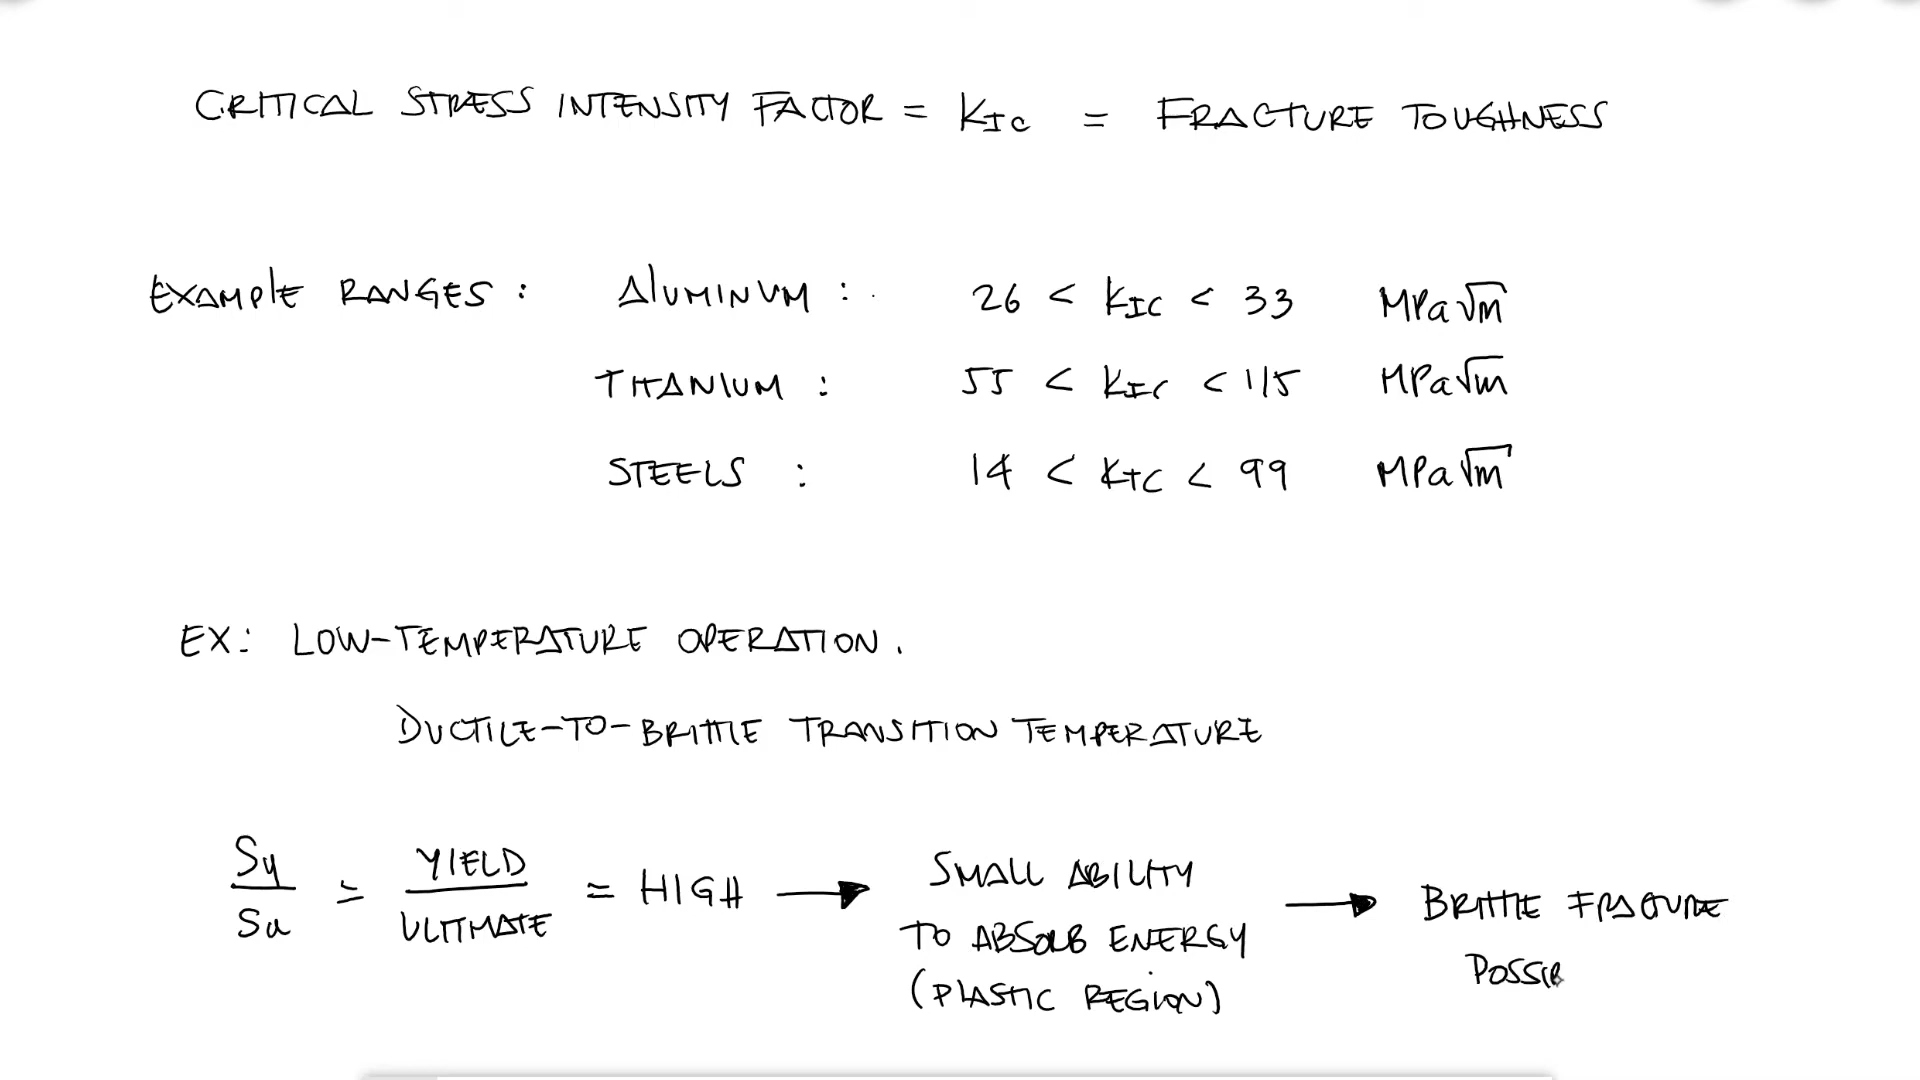 CRITICAL STRESS INTENSITY FACTOR = KIC = FRACTURE TOUGHNESS
EXAMPLE RANGES : ALUMINUM : 26 < KIC < 33 MPa√m
TITANIUM : 55 < KIC < 115 MPa√m
STEELS : 14 < KIC < 99 MPa√m
EX: LOW-TEMPERATURE OPERATION.
DUCTILE-TO-BRITTLE TRANSITION TEMPERATURE
Sy/Su = YIELD/ULTIMATE = HIGH → SMALL ABILITY TO ABSORB ENERGY (PLASTIC REGION) → BRITTLE FRACTURE POSSIB